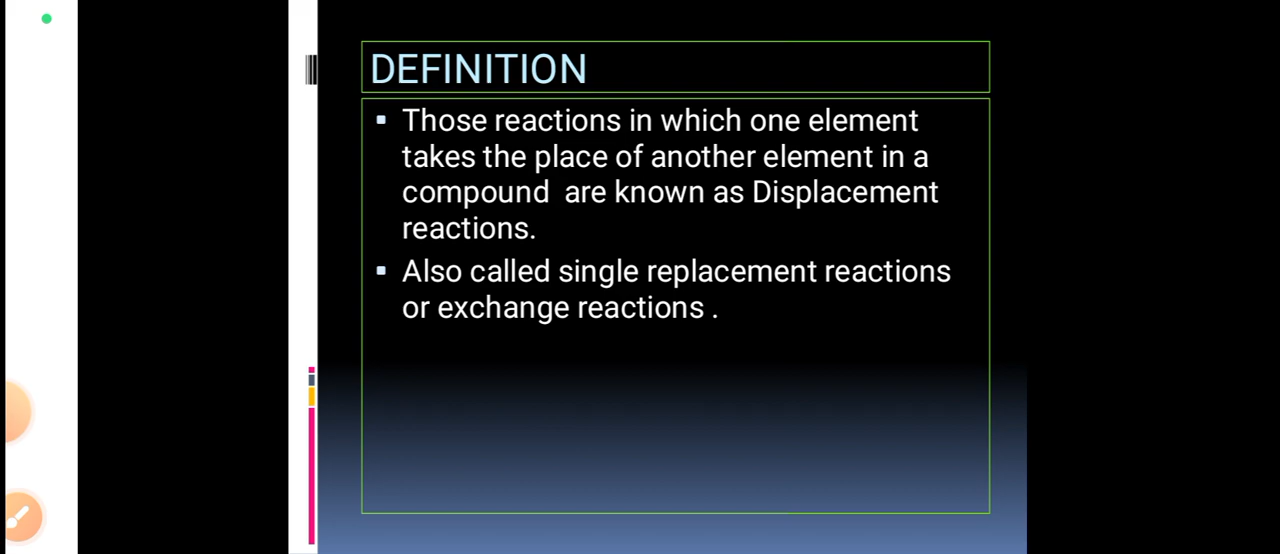 DEFINITION
Those reactions in which one element
takes the place of another element in a
compound are known as Displacement
reactions.
Also called single replacement reactions
or exchange reactions .